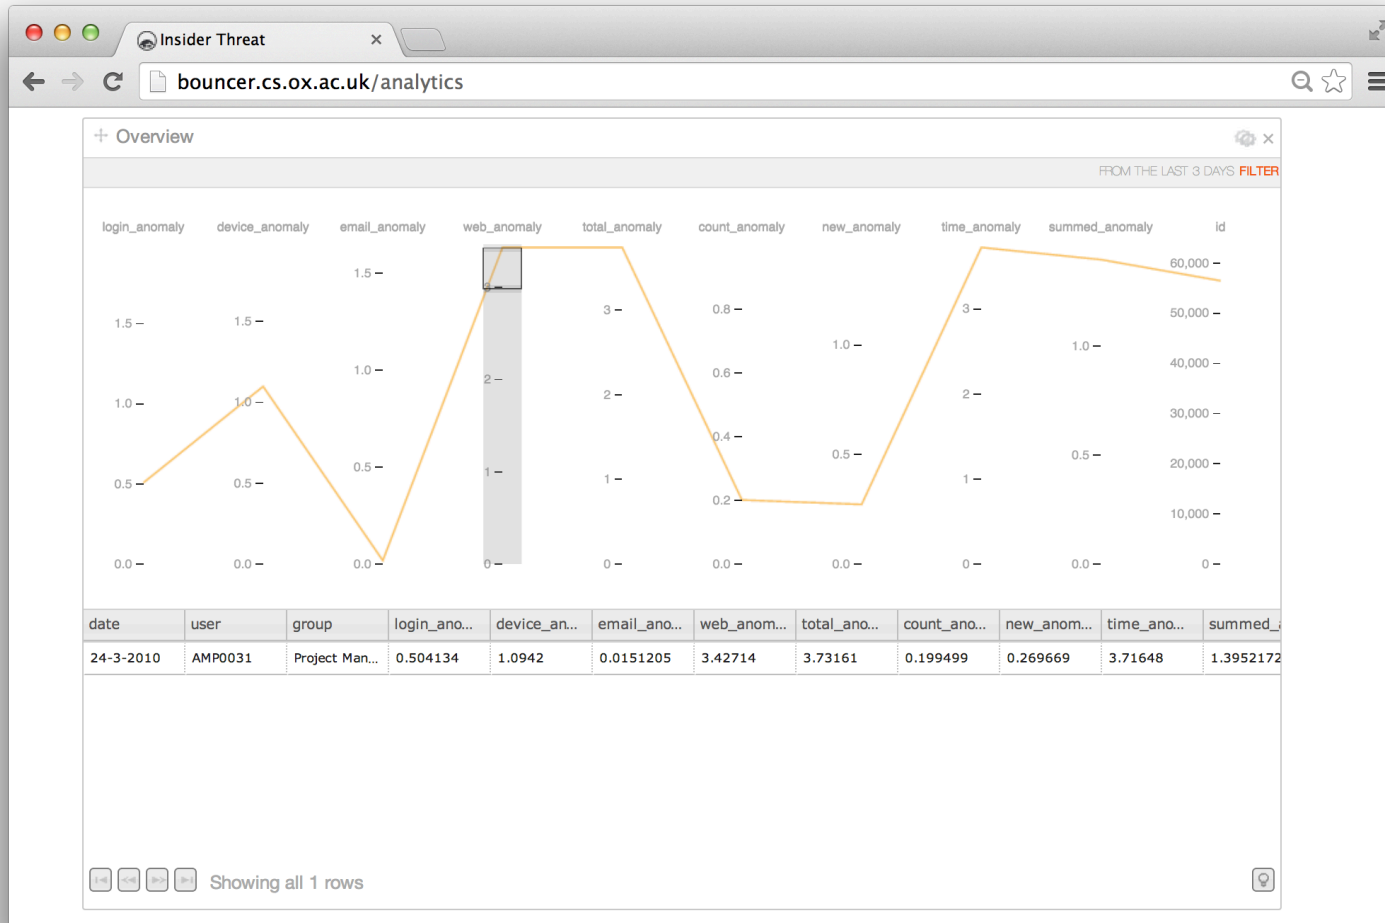 Insider Threat
bouncer.cs.ox.ac.uk/analytics
Overview
FROM THE LAST 3 DAYS FILTER
login_anomaly device_anomaly email_anomaly web_anomaly total_anomaly count_anomaly new_anomaly time_anomaly summed_anomaly id
1.5 1.0 0.5 0.0
1.5 1.0 0.5 0.0
1.5 1.0 0.5 0.0
3 2 1 0
3 2 1 0
0.8 0.6 0.4 0.2 0.0
1.0 0.5 0.0
3 2 1 0
1.0 0.5 0.0
60,000 50,000 40,000 30,000 20,000 10,000 0
date user group login_ano... device_an... email_ano... web_anom... total_ano... count_ano... new_anom... time_ano... summed_
24-3-2010 AMP0031 Project Man... 0.504134 1.0942 0.0151205 3.42714 3.73161 0.199499 0.269669 3.71648 1.3952172
Showing all 1 rows